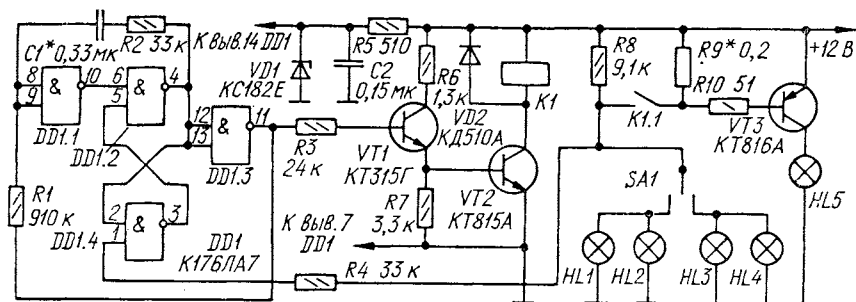 C1* 0,33 мк
R2 33 к
К выв. 14 DD1
R5 510
+12 В
8
9
&
10
DD1.1
6
5
&
4
DD1.2
12
13
&
11
DD1.3
VD1
КС182Е
C2
0,15 мк
R6
1,3 к
VD2
КД510А
K1
R8
9,1 к
R9* 0,2
R10 51
K1.1
VT3
КТ816А
R3
24 к
VT1
КТ315Г
R7
3,3 к
VT2
КТ815А
SA1
HL5
R1
910 к
2
1
&
3
DD1.4
DD1
К176ЛА7
К выв. 7
DD1
R4 33 к
HL1
HL2
HL3
HL4